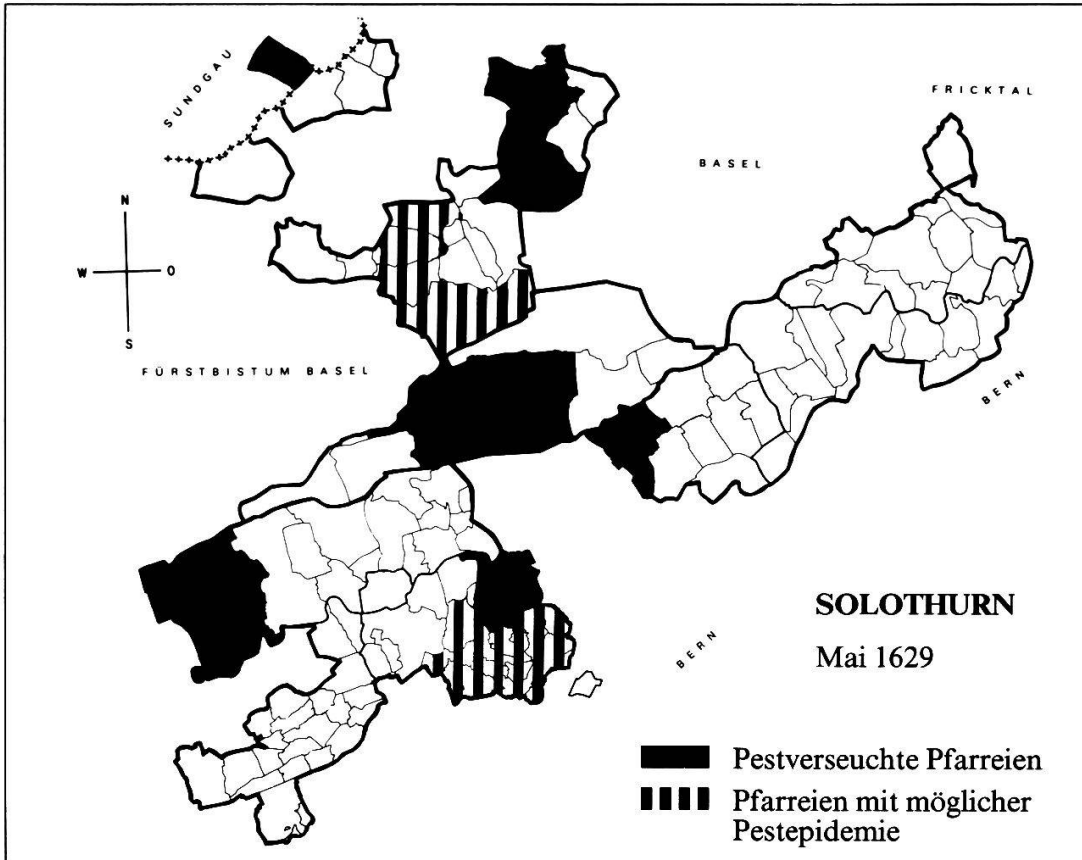 SUNDGAU
FRICKTAL
BASEL
N
W O
S
FÜRSTBISTUM BASEL
BERN
BERN
SOLOTHURN
Mai 1629
Pestverseuchte Pfarreien
Pfarreien mit möglicher
Pestepidemie